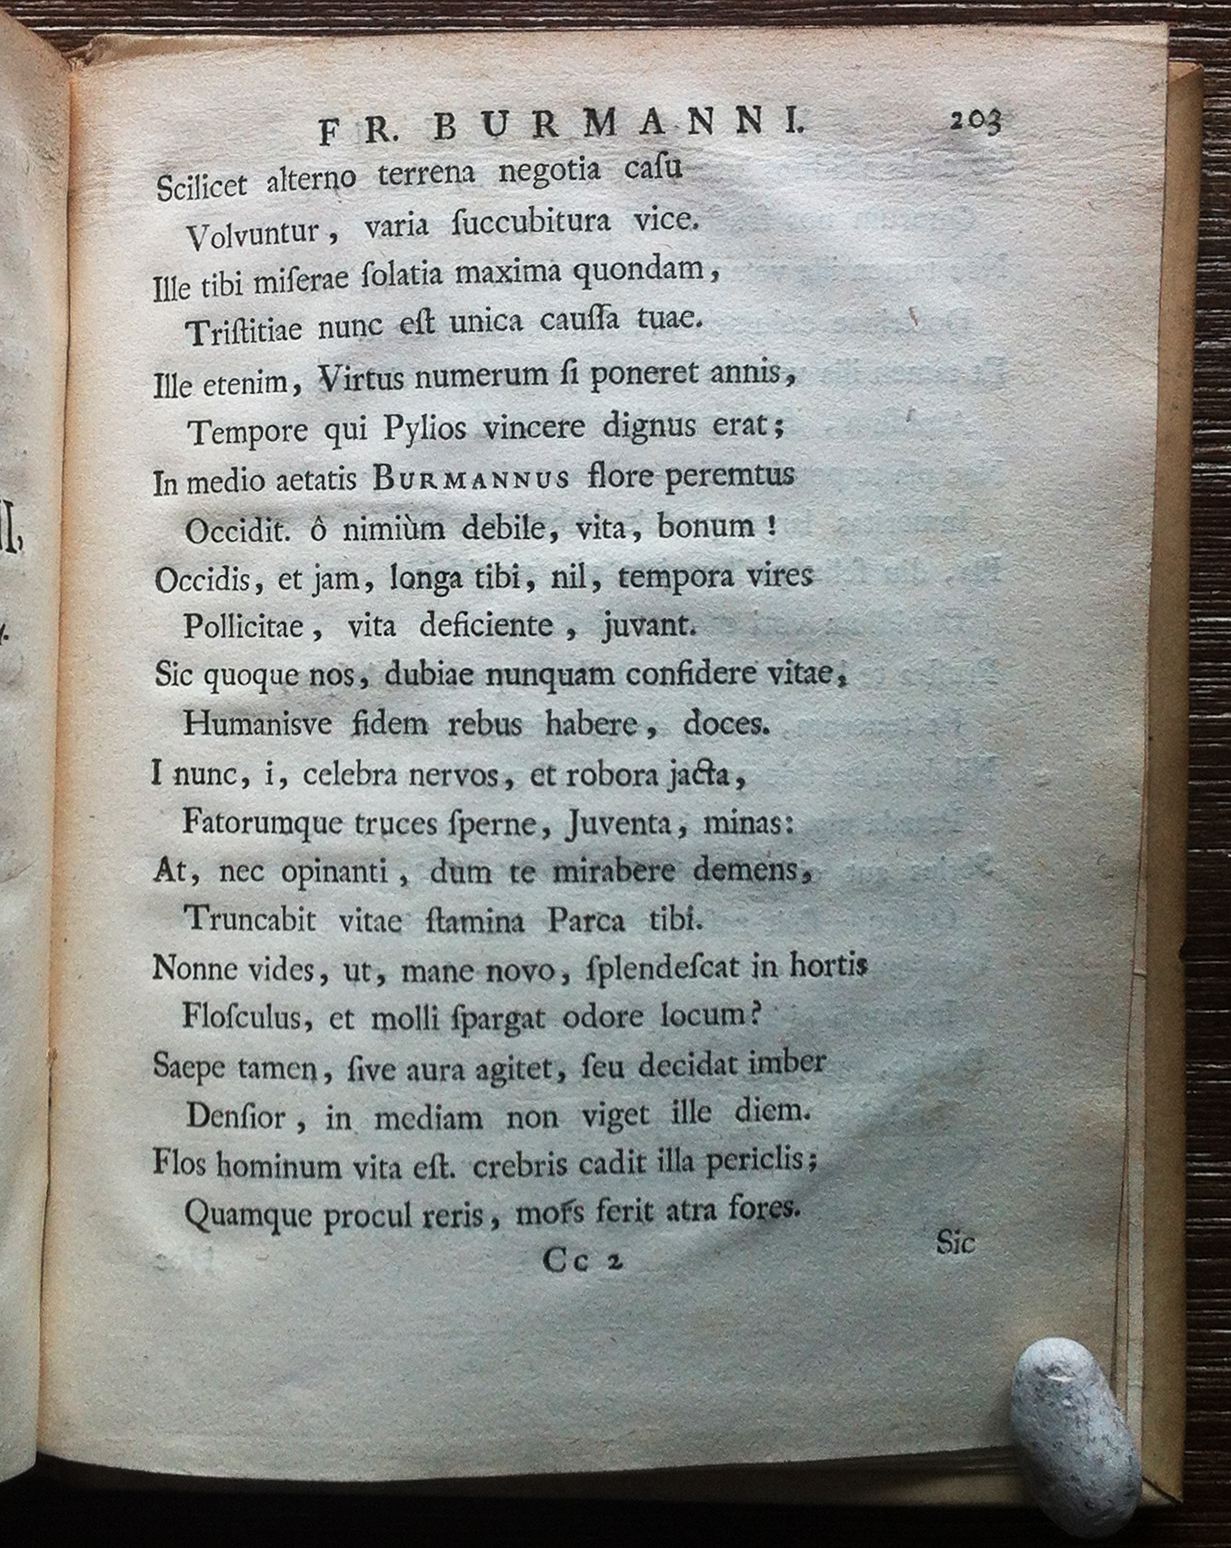 FR. BURMANNI. 203
Scilicet alterno terrena negotia caſu
Volvuntur, varia ſuccubitura vice.
Ille tibi miſerae ſolatia maxima quondam,
Triſtitiae nunc eſt unica cauſſa tuae.
Ille etenim, Virtus numerum ſi poneret annis,
Tempore qui Pylios vincere dignus erat;
In medio aetatis BURMANNUS flore peremtus
Occidit. ô nimiùm debile, vita, bonum!
Occidis, et jam, longa tibi, nil, tempora vires
Pollicitae, vita deficiente, juvant.
Sic quoque nos, dubiae nunquam confidere vitae,
Humanisve fidem rebus habere, doces.
I nunc, i, celebra nervos, et robora jacta,
Fatorumque truces ſperne, Juventa, minas:
At, nec opinanti, dum te mirabere demens,
Truncabit vitae ſtamina Parca tibi.
Nonne vides, ut, mane novo, ſplendeſcat in hortis
Floſculus, et molli ſpargat odore locum?
Saepe tamen, ſive aura agitet, ſeu decidat imber
Denſior, in mediam non viget ille diem.
Flos hominum vita eſt. crebris cadit illa periclis;
Quamque procul reris, mors ferit atra fores.
Cc 2 Sic